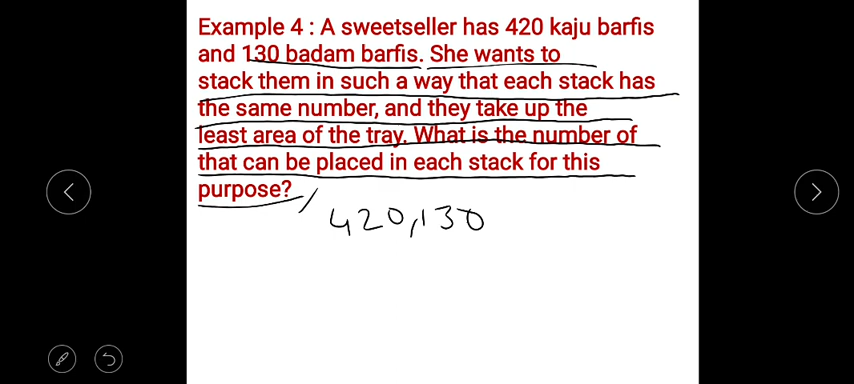 Example 4 : A sweetseller has 420 kaju barfis
and 130 badam barfis. She wants to
stack them in such a way that each stack has
the same number, and they take up the
least area of the tray. What is the number of
that can be placed in each stack for this
purpose?
420,130